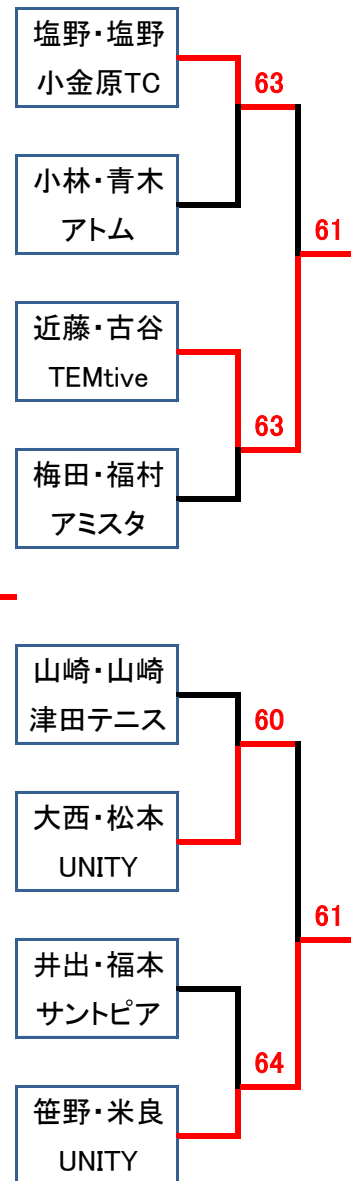 塩野・塩野
小金原TC
63
小林・青木
アトム
61
近藤・古谷
TEMtive
63
梅田・福村
アミスタ
山崎・山崎
津田テニス
60
大西・松本
UNITY
61
井出・福本
サントピア
64
笹野・米良
UNITY